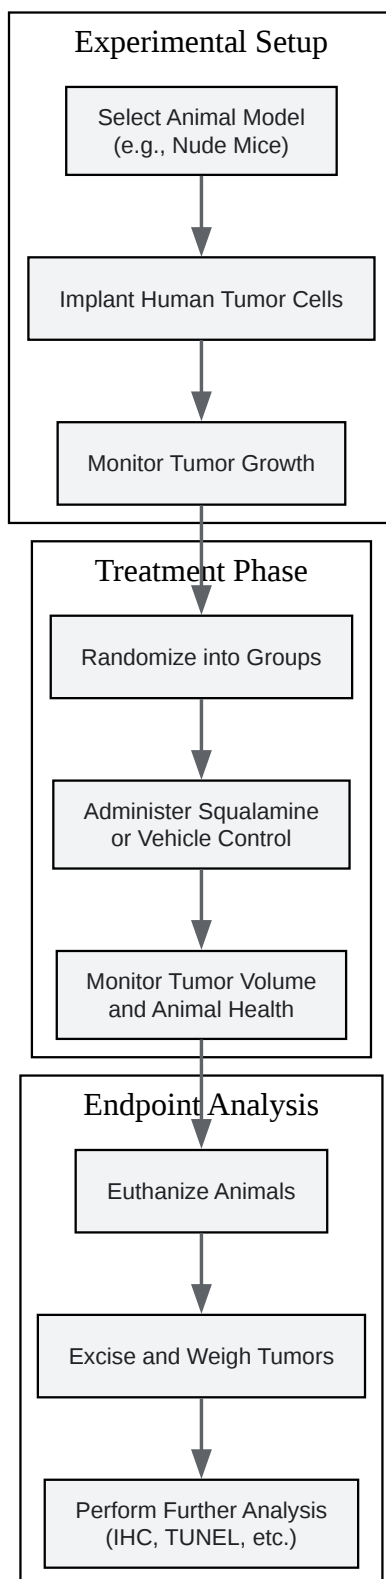 Experimental Setup
Select Animal Model
(e.g., Nude Mice)
Implant Human Tumor Cells
Monitor Tumor Growth
Treatment Phase
Randomize into Groups
Administer Squalamine
or Vehicle Control
Monitor Tumor Volume
and Animal Health
Endpoint Analysis
Euthanize Animals
Excise and Weigh Tumors
Perform Further Analysis
(IHC, TUNEL, etc.)